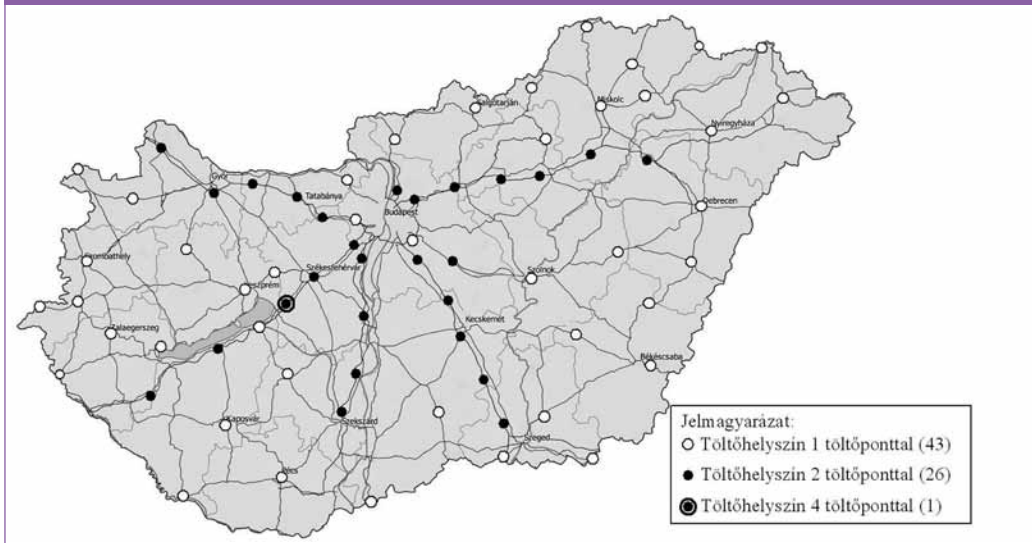 Salgótarján
Miskolc
Nyíregyháza
Győr
Tatabánya
Budapest
Debrecen
Szombathely
Székesfehérvár
Veszprém
Szolnok
Zalaegerszeg
Kecskemét
Békéscsaba
Kaposvár
Szekszárd
Szeged
Pécs
Jelmagyarázat:
Töltőhelyszín 1 töltőponttal (43)
Töltőhelyszín 2 töltőponttal (26)
Töltőhelyszín 4 töltőponttal (1)